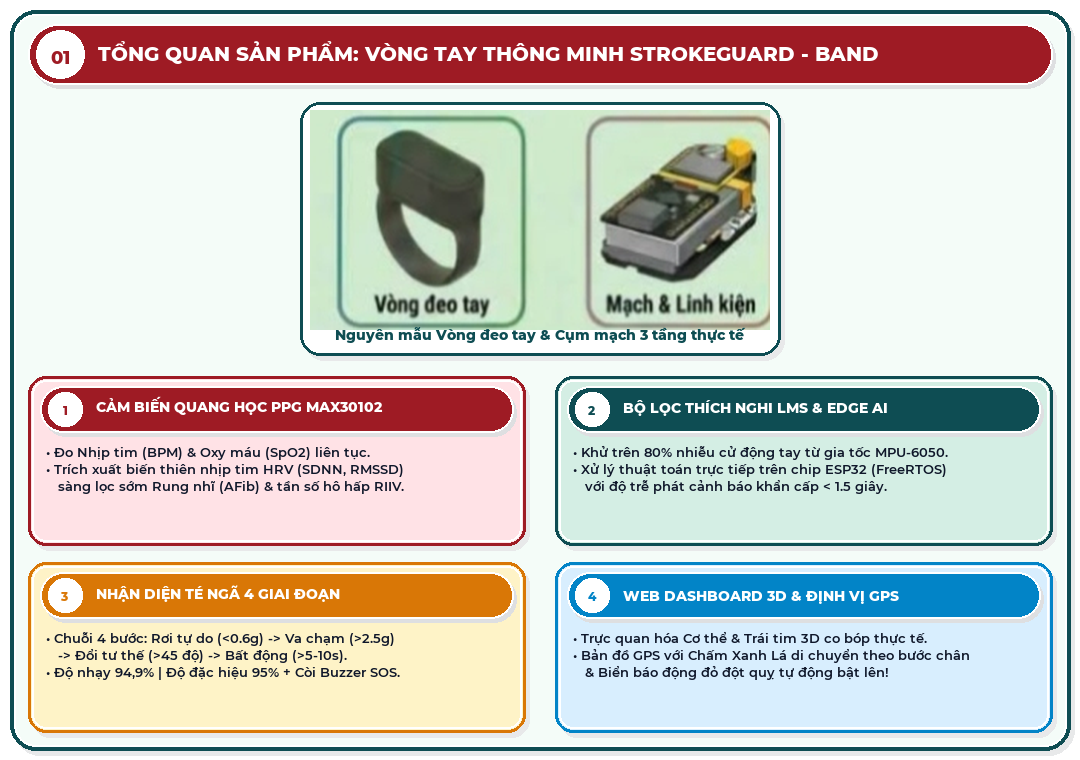 01
TỔNG QUAN SẢN PHẨM: VÒNG TAY THÔNG MINH STROKEGUARD - BAND
Vòng đeo tay
Mạch & Linh kiện
Nguyên mẫu Vòng đeo tay & Cụm mạch 3 tầng thực tế
1
CẢM BIẾN QUANG HỌC PPG MAX30102
• Đo Nhịp tim (BPM) & Oxy máu (SpO2) liên tục.
• Trích xuất biến thiên nhịp tim HRV (SDNN, RMSSD)
sàng lọc sớm Rung nhĩ (AFib) & tần số hô hấp RIIV.
2
BỘ LỌC THÍCH NGHI LMS & EDGE AI
• Khử trên 80% nhiễu cử động tay từ gia tốc MPU-6050.
• Xử lý thuật toán trực tiếp trên chip ESP32 (FreeRTOS)
với độ trễ phát cảnh báo khẩn cấp < 1.5 giây.
3
NHẬN DIỆN TÉ NGÃ 4 GIAI ĐOẠN
• Chuỗi 4 bước: Rơi tự do (<0.6g) -> Va chạm (>2.5g)
-> Đổi tư thế (>45 độ) -> Bất động (>5-10s).
• Độ nhạy 94,9% | Độ đặc hiệu 95% + Còi Buzzer SOS.
4
WEB DASHBOARD 3D & ĐỊNH VỊ GPS
• Trực quan hóa Cơ thể & Trái tim 3D co bóp thực tế.
• Bản đồ GPS với Chấm Xanh Lá di chuyển theo bước chân
& Biển báo động đỏ đột quỵ tự động bật lên!